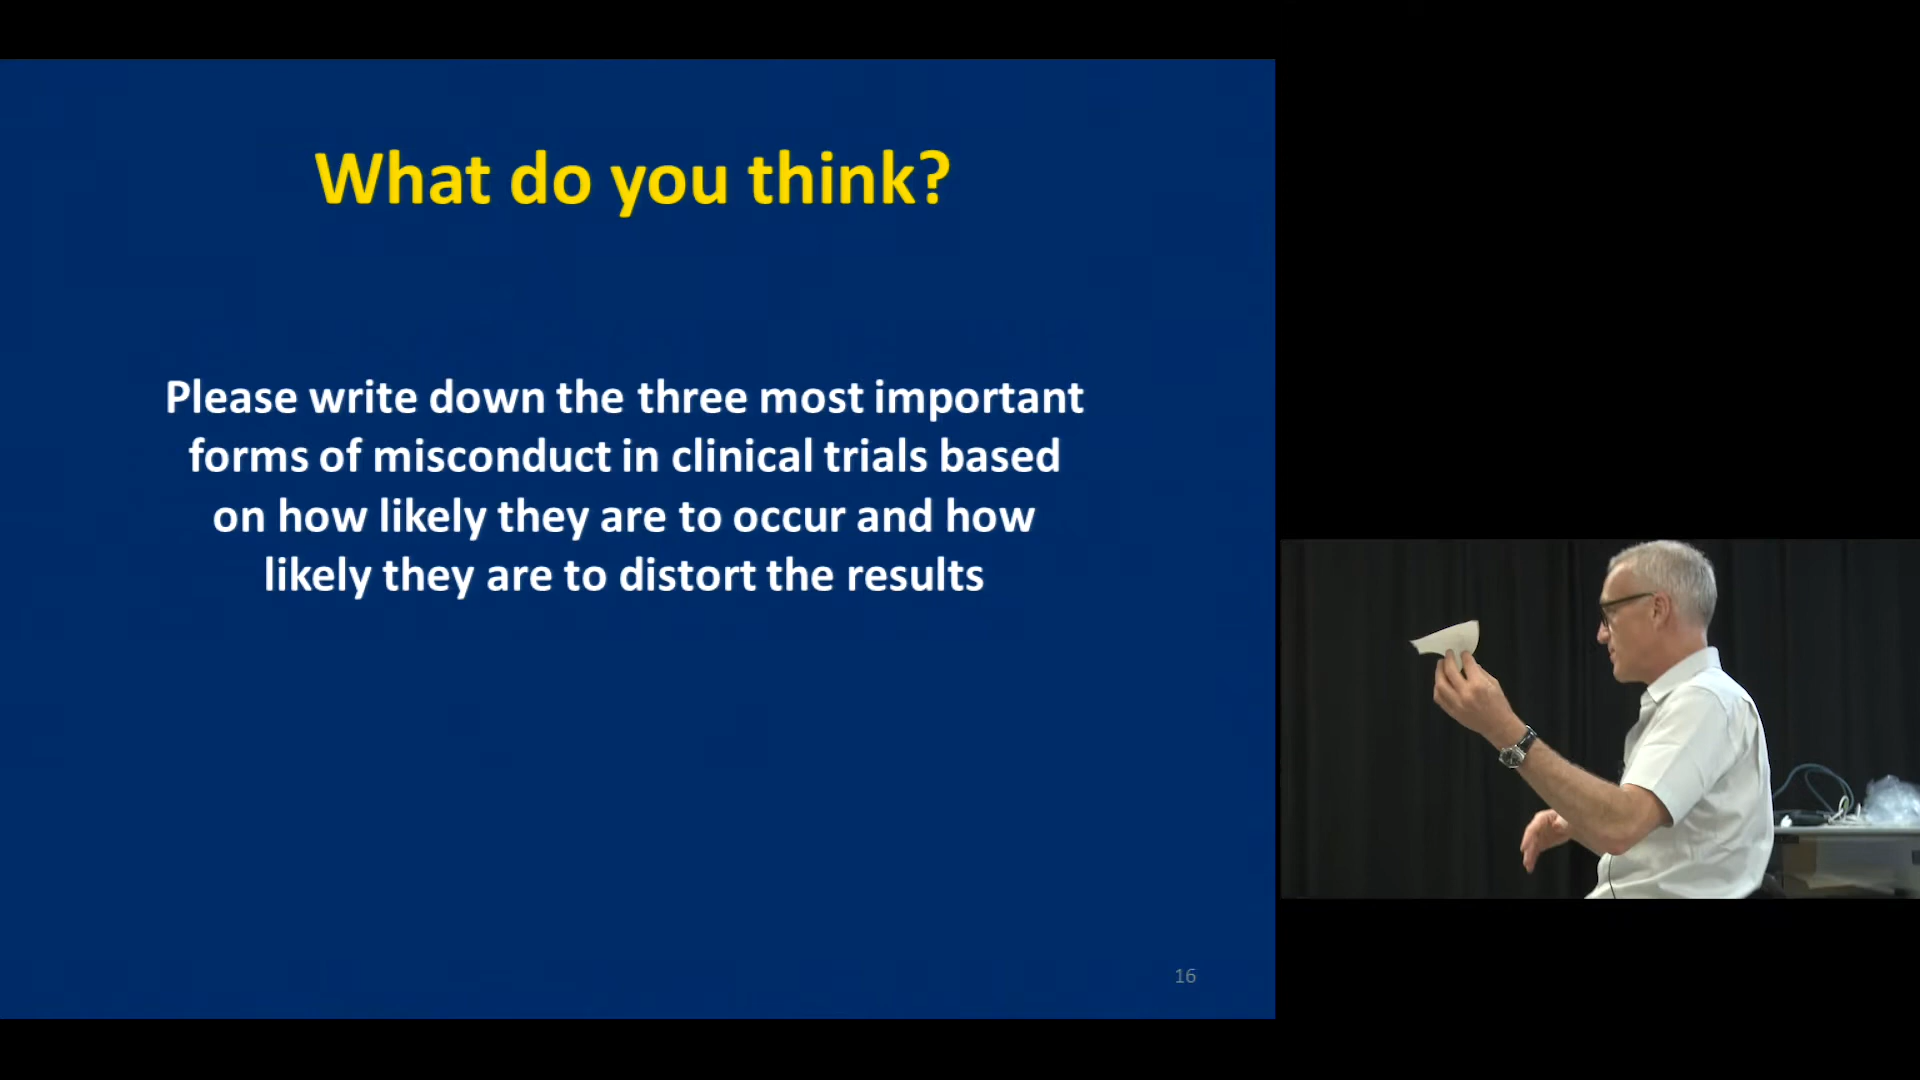 What do you think?
Please write down the three most important
forms of misconduct in clinical trials based
on how likely they are to occur and how
likely they are to distort the results
16